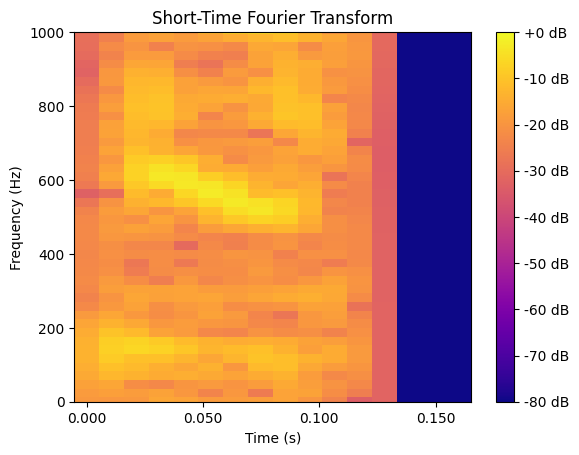 Short-Time Fourier Transform
1000
800
600
400
200
0
Frequency (Hz)
0.000
0.050
0.100
0.150
Time (s)
+0 dB
-10 dB
-20 dB
-30 dB
-40 dB
-50 dB
-60 dB
-70 dB
-80 dB